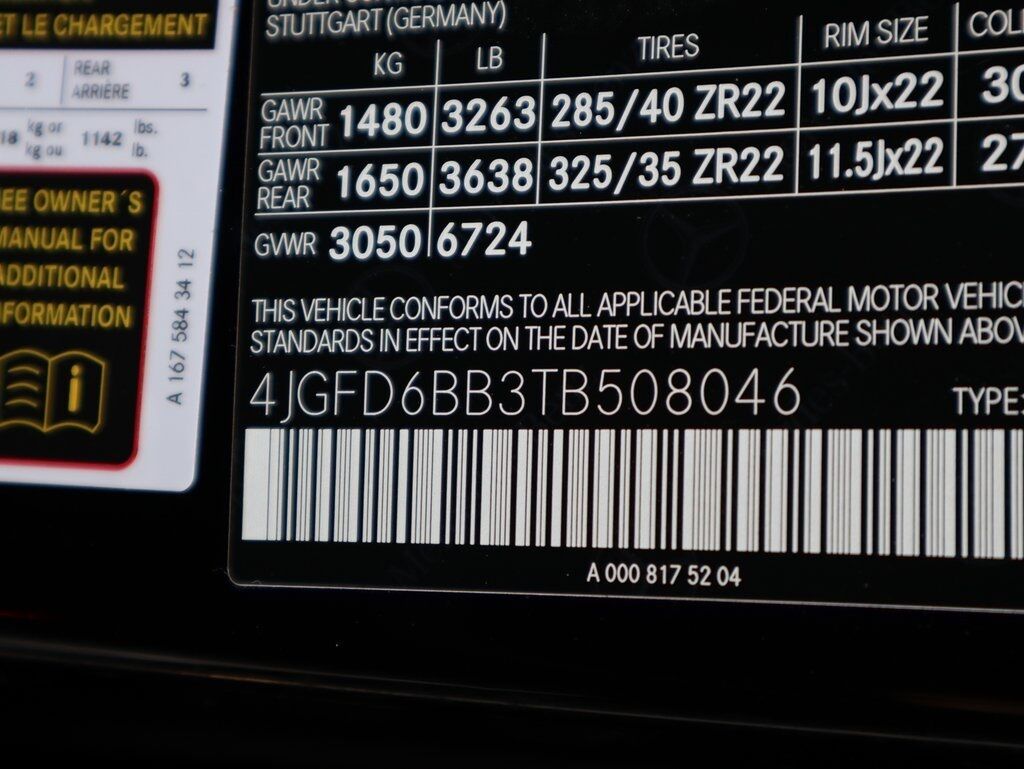 ET LE CHARGEMENT
2 REAR ARRIÈRE 3
18 kg or kg ou 1142 lbs. lb.
EE OWNER´S
MANUAL FOR
ADDITIONAL
FORMATION
A 167 584 34 12
STUTTGART (GERMANY)
KG LB TIRES RIM SIZE
GAWR FRONT 1480 3263 285/40 ZR22 10Jx22 30
GAWR REAR 1650 3638 325/35 ZR22 11.5Jx22 27
GVWR 3050 6724
THIS VEHICLE CONFORMS TO ALL APPLICABLE FEDERAL MOTOR VEHIC
STANDARDS IN EFFECT ON THE DATE OF MANUFACTURE SHOWN ABOV
4JGFD6BB3TB508046 TYPE:
A 000 817 52 04